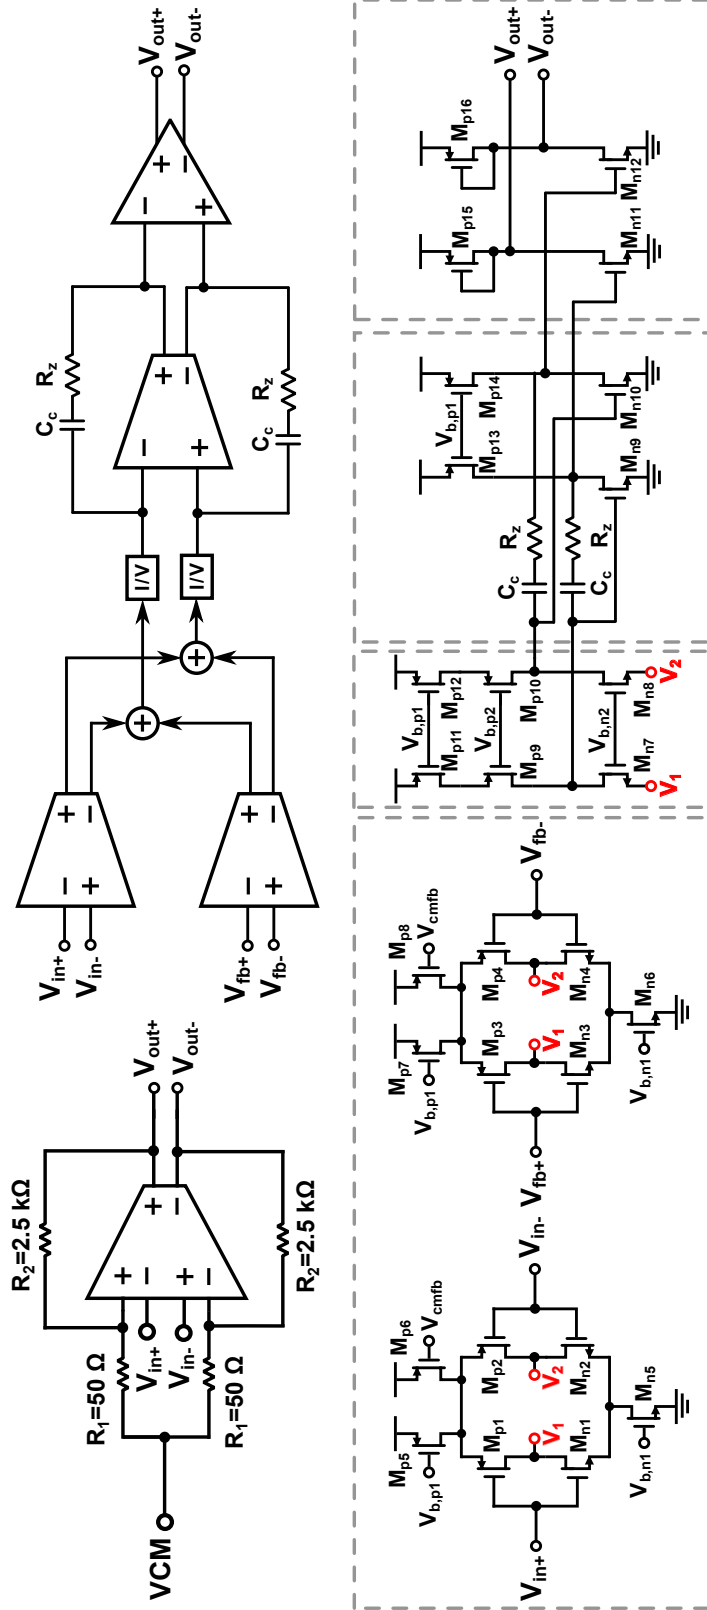 VCM
R1=50 Ω
R1=50 Ω
R2=2.5 kΩ
R2=2.5 kΩ
Vin+
Vin-
+
−
+
−
+
−
Vout+
Vout-
Vin+
Vin-
−
+
+
−
Vfb+
Vfb-
−
+
+
−
+
+
I/V
I/V
Cc
Rz
−
+
+
−
Cc
Rz
−
+
+
−
Vout+
Vout-
Vin+
Vb,p1
Mp5
Mp6
Vcmfb
Mp1
Mp2
V1
V2
Mn1
Mn2
Vb,n1
Mn5
Vin-
Vfb+
Vb,p1
Mp7
Mp8
Vcmfb
Mp3
Mp4
V1
V2
Mn3
Mn4
Vb,n1
Mn6
Vfb-
Vb,p1
Mp11
Mp12
Vb,p2
Mp9
Mp10
Vb,n2
Mn7
Mn8
V1
V2
Cc
Rz
Cc
Rz
Vb,p1
Mp13
Mp14
Mn9
Mn10
Mp15
Mp16
Mn11
Mn12
Vout+
Vout-